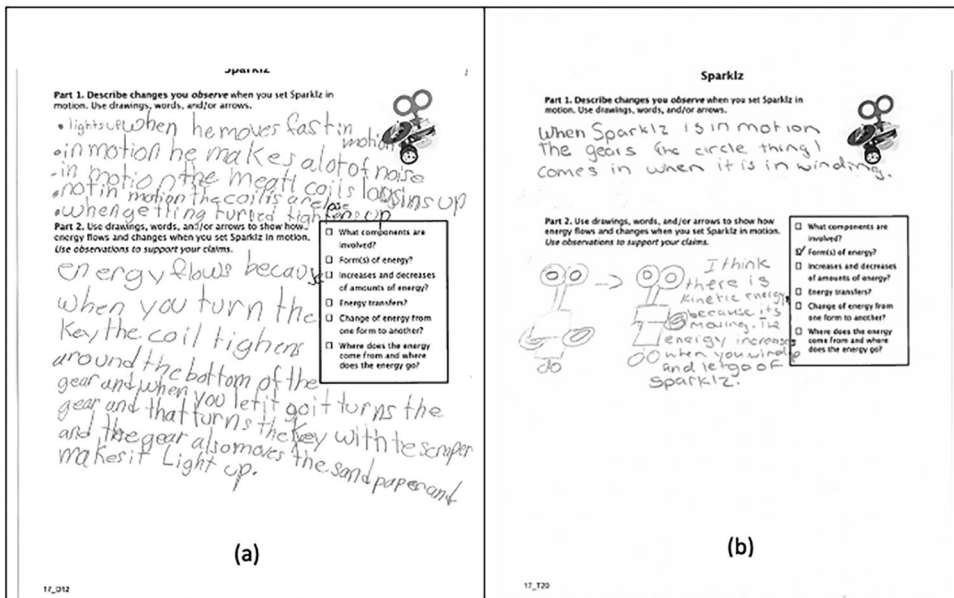 Sparklz
Part 1. Describe changes you observe when you set Sparklz in
motion. Use drawings, words, and/or arrows.
• lights up when he moves fast in
motion
• in motion he makes a lot of noise
- in motion the meatl coils loosins up
• not in motion the coilis are lose
• when getting turned tightens up
Part 2. Use drawings, words, and/or arrows to show how
energy flows and changes when you set Sparklz in motion.
Use observations to support your claims.
☐ What components are
involved?
☐ Form(s) of energy?
☐ Increases and decreases
of amounts of energy?
☐ Energy transfers?
☐ Change of energy from
one form to another?
☐ Where does the energy
come from and where
does the energy go?
energy flows because
when you turn the
key the coil tighens
around the bottom of the
gear and when you let it go it turns the
gear and that turns the key with te scraper
and the gear also moves the sand paper and
makes it Light up.
(a)
17_D12
Sparklz
Part 1. Describe changes you observe when you set Sparklz in
motion. Use drawings, words, and/or arrows.
When Sparklz is in motion
the gears (the circle thing)
comes in when it is in winding.
Part 2. Use drawings, words, and/or arrows to show how
energy flows and changes when you set Sparklz in motion.
Use observations to support your claims.
☐ What components are
involved?
☑ Form(s) of energy?
☐ Increases and decreases
of amounts of energy?
☐ Energy transfers?
☐ Change of energy from
one form to another?
☐ Where does the energy
come from and where
does the energy go?
I think
there is
kinetic energy
because it's
moving. The
energy increases
when you wind
and let go of
Sparklz.
(b)
17_T20